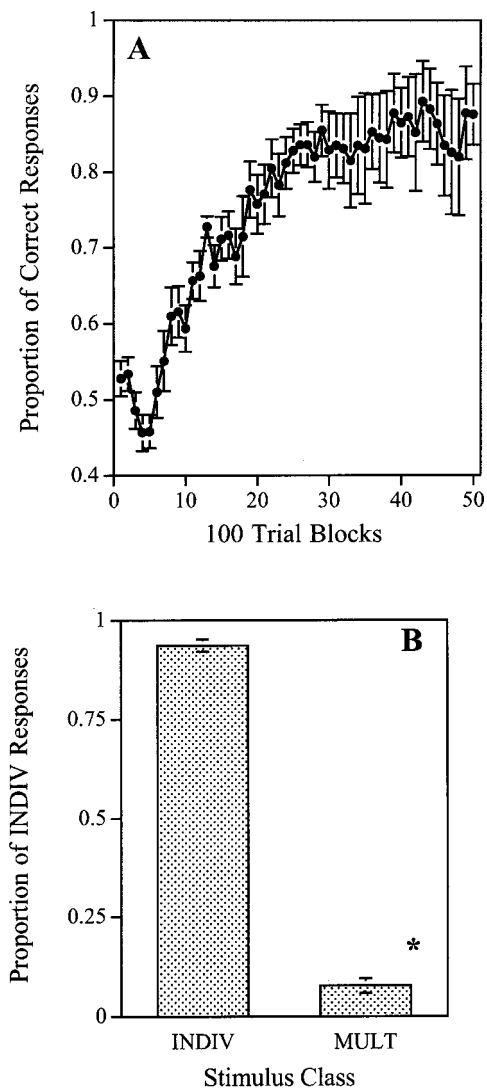 A
Proportion of Correct Responses
1
0.9
0.8
0.7
0.6
0.5
0.4
0
10
20
30
40
50
100 Trial Blocks
B
Proportion of INDIV Responses
1
0.75
0.5
0.25
0
*
INDIV
MULT
Stimulus Class